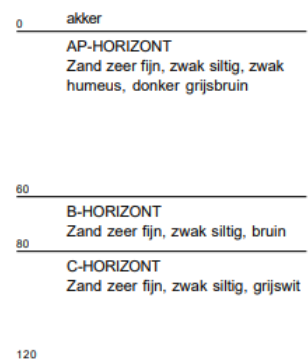 0 akker
AP-HORIZONT
Zand zeer fijn, zwak siltig, zwak
humeus, donker grijsbruin
60
B-HORIZONT
Zand zeer fijn, zwak siltig, bruin
80
C-HORIZONT
Zand zeer fijn, zwak siltig, grijswit
120